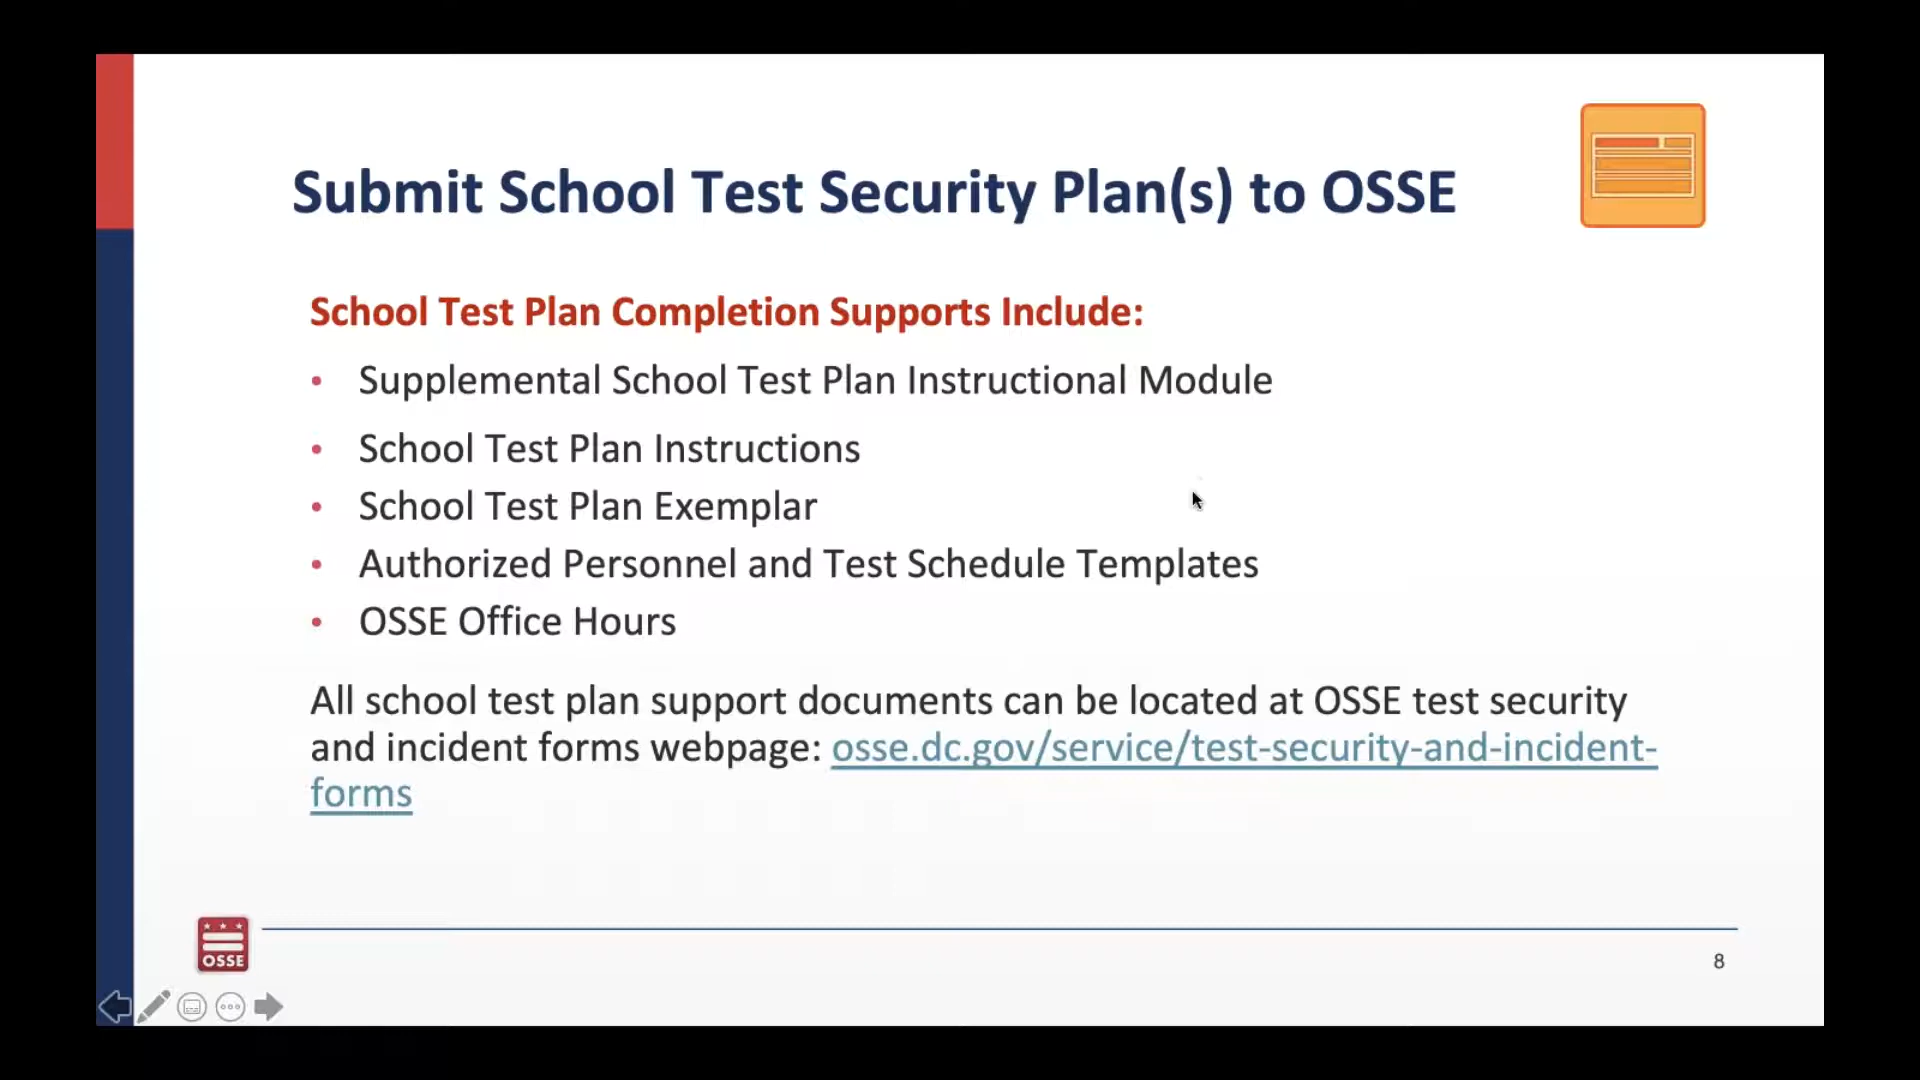 Submit School Test Security Plan(s) to OSSE
School Test Plan Completion Supports Include:
• Supplemental School Test Plan Instructional Module
• School Test Plan Instructions
• School Test Plan Exemplar
• Authorized Personnel and Test Schedule Templates
• OSSE Office Hours
All school test plan support documents can be located at OSSE test security
and incident forms webpage: osse.dc.gov/service/test-security-and-incident-
forms
OSSE
8